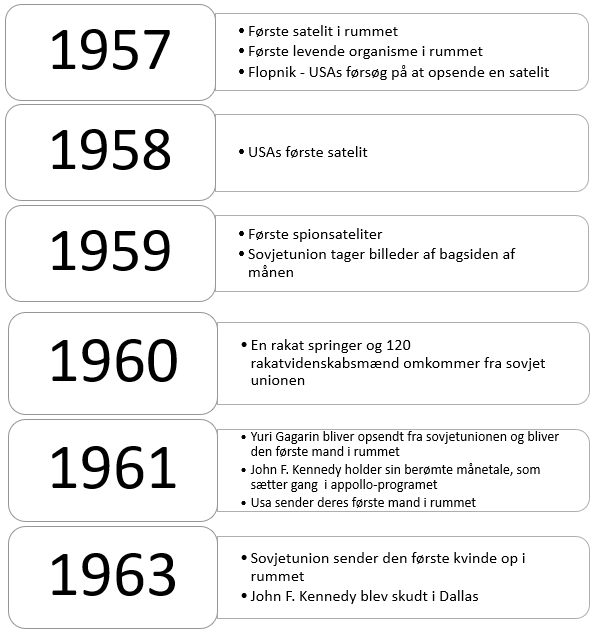 1957
• Første satelit i rummet
• Første levende organisme i rummet
• Flopnik - USAs førsøg på at opsende en satelit
1958
• USAs første satelit
1959
• Første spionsateliter
• Sovjetunion tager billeder af bagsiden af
månen
1960
• En rakat springer og 120
rakatvidenskabsmænd omkommer fra sovjet
unionen
1961
• Yuri Gagarin bliver opsendt fra sovjetunionen og bliver
den første mand i rummet
• John F. Kennedy holder sin berømte månetale, som
sætter gang i appollo-programet
• Usa sender deres første mand i rummet
1963
• Sovjetunion sender den første kvinde op i
rummet
• John F. Kennedy blev skudt i Dallas